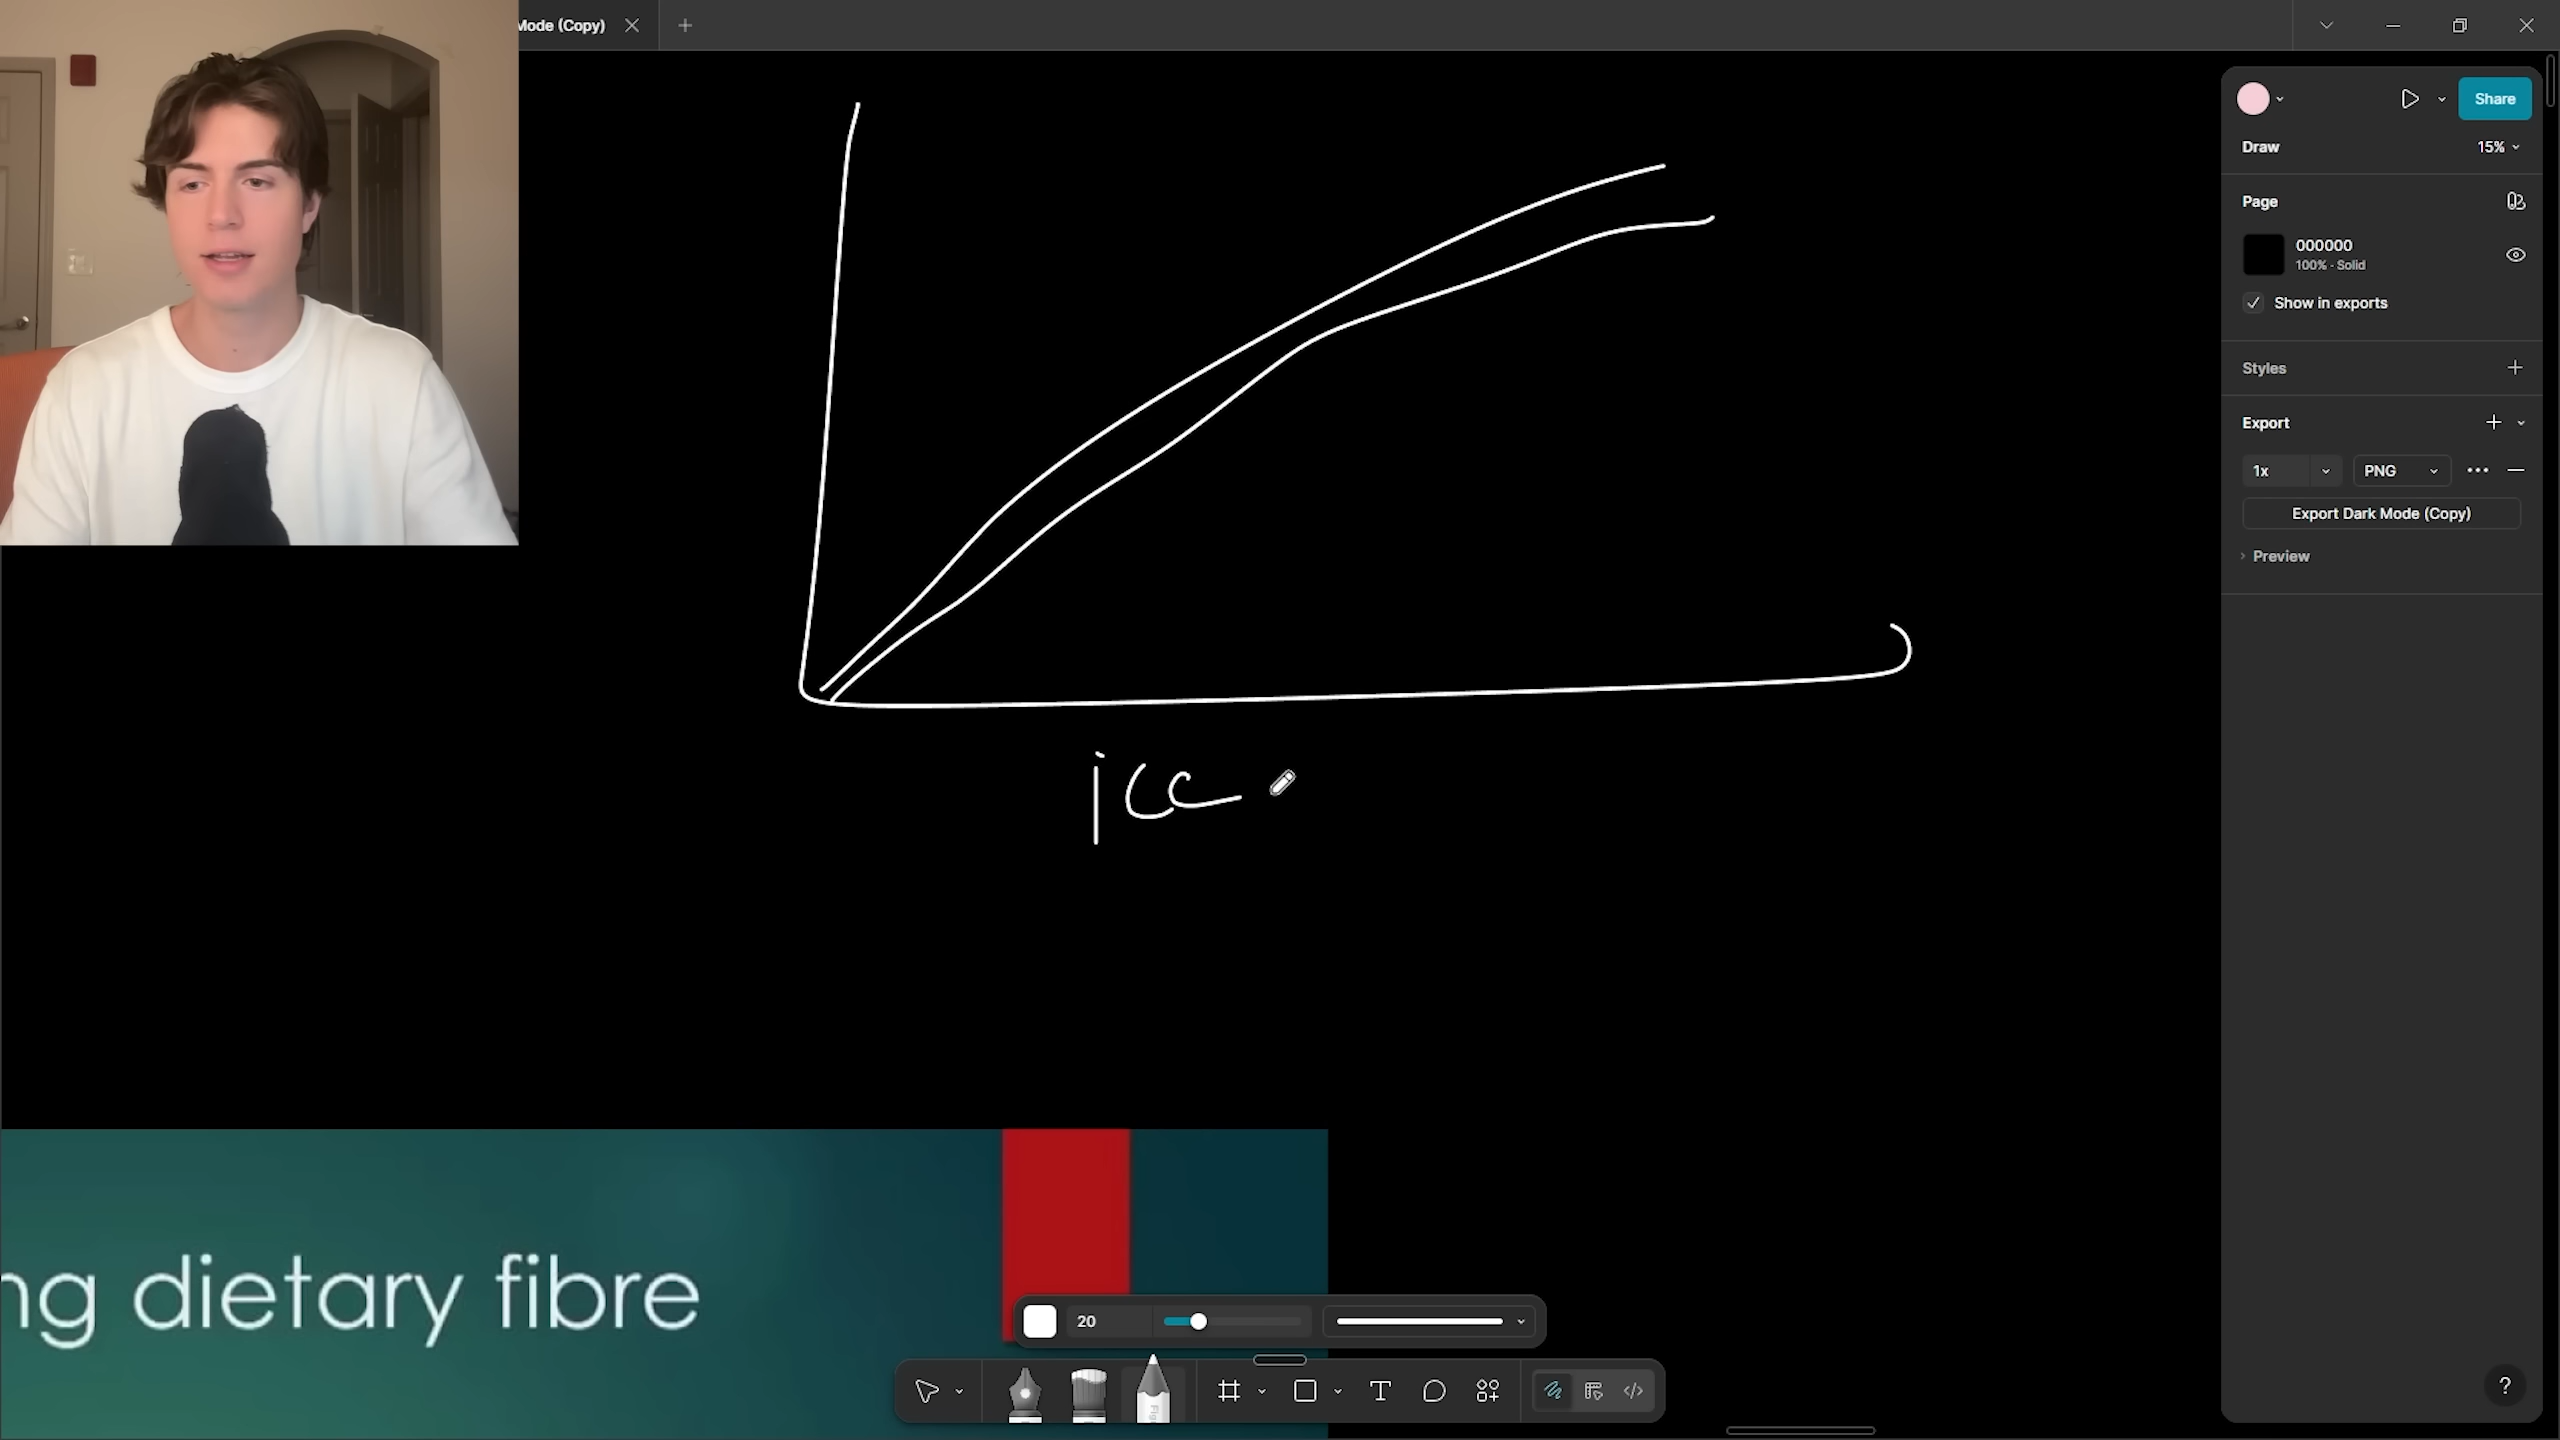 Mode (Copy)
Share
Draw
15%
Page
000000
100% - Solid
Show in exports
Styles
Export
1x
PNG
Export Dark Mode (Copy)
Preview
icc
ng dietary fibre
20
?